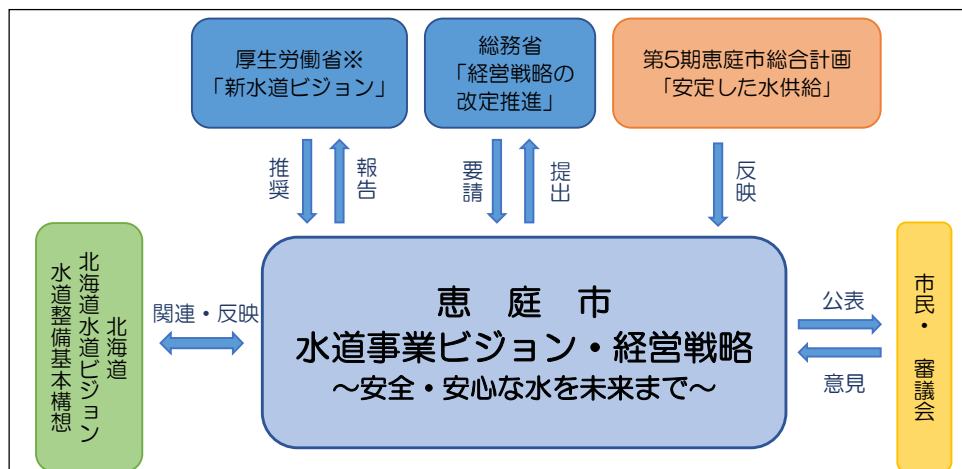 厚生労働省※
「新水道ビジョン」
総務省
「経営戦略の
改定推進」
第5期恵庭市総合計画
「安定した水供給」
推奨
報告
要請
提出
反映
北海道
北海道水道ビジョン
水道整備基本構想
関連・反映
恵　庭　市
水道事業ビジョン・経営戦略
～安全・安心な水を未来まで～
公表
意見
市民・　審議会